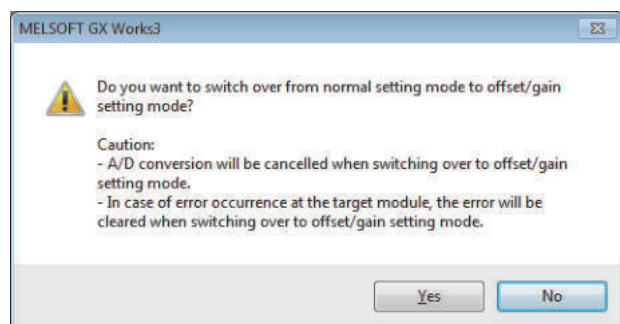 MELSOFT GX Works3
Do you want to switch over from normal setting mode to offset/gain
setting mode?
Caution:
- A/D conversion will be cancelled when switching over to offset/gain
setting mode.
- In case of error occurrence at the target module, the error will be
cleared when switching over to offset/gain setting mode.
Yes
No